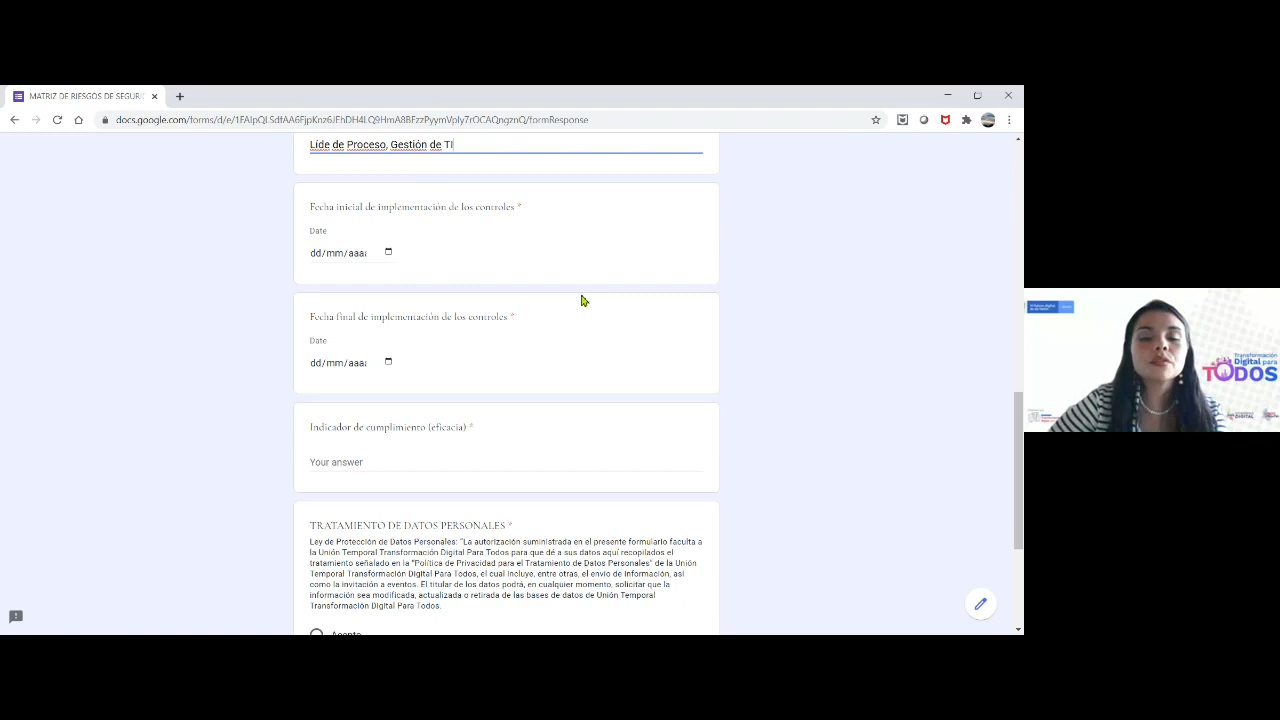 MATRIZ DE RIESGOS DE SEGURI
docs.google.com/forms/d/e/1FAIpQLSdfAA6FjpKnz6JEhDH4LQ9HmA8BFzzPyymVpIy7rOCAQngznQ/formResponse
Líde de Proceso, Gestión de TI
Fecha inicial de implementación de los controles *
Date
dd/mm/aaaa
Fecha final de implementación de los controles *
Date
dd/mm/aaaa
Indicador de cumplimiento (eficacia) *
Your answer
TRATAMIENTO DE DATOS PERSONALES *
Ley de Protección de Datos Personales: "La autorización suministrada en el presente formulario faculta a
la Unión Temporal Transformación Digital Para Todos para que dé a sus datos aquí recopilados el
tratamiento señalado en la "Política de Privacidad para el Tratamiento de Datos Personales" de la Unión
Temporal Transformación Digital Para Todos, el cual incluye, entre otras, el envio de información, así
como la invitación a eventos. El titular de los datos podrá, en cualquier momento, solicitar que la
información sea modificada, actualizada o retirada de las bases de datos de Unión Temporal
Transformación Digital Para Todos.
Acepto
Transformación
Digital para
TODOS